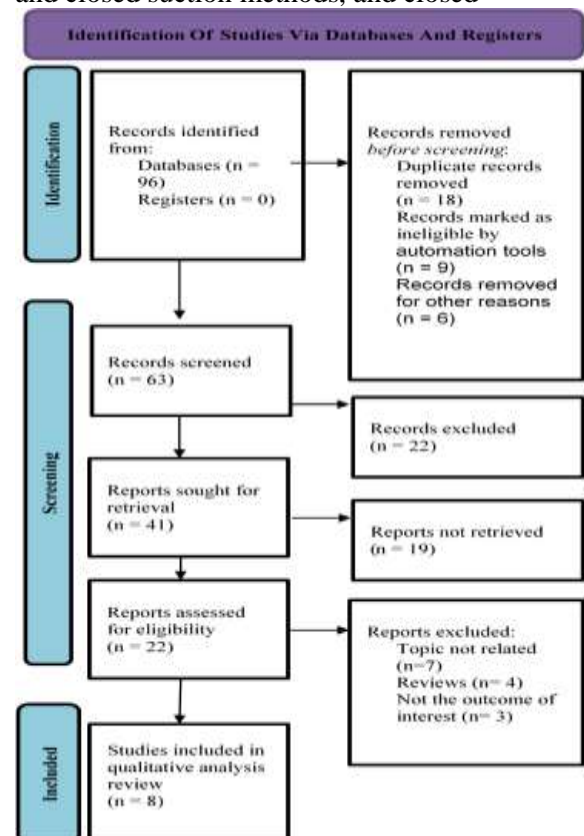 and closed suction methods, and closed
Identification Of Studies Via Databases And Registers
Identification
Records identified
from:
Databases (n =
96)
Registers (n = 0)
Records removed
before screening:
Duplicate records
removed
(n = 18)
Records marked as
ineligible by
automation tools
(n = 9)
Records removed
for other reasons
(n = 6)
Screening
Records screened
(n = 63)
Records excluded
(n = 22)
Reports sought for
retrieval
(n = 41)
Reports not retrieved
(n = 19)
Reports assessed
for eligibility
(n = 22)
Reports excluded:
Topic not related
(n=7)
Reviews (n= 4)
Not the outcome of
interest (n= 3)
Included
Studies included in
qualitative analysis
review
(n = 8)